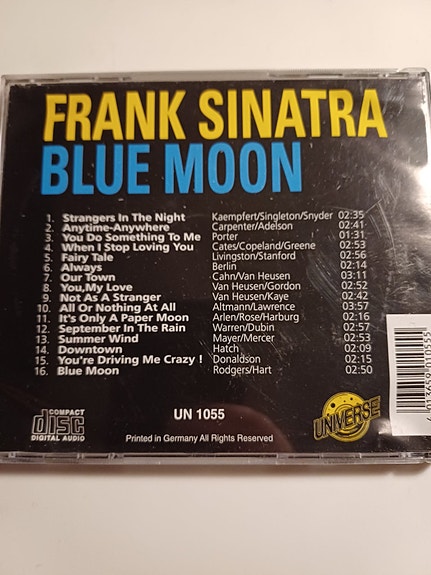 FRANK SINATRA
BLUE MOON
1. Strangers In The Night Kaempfert/Singleton/Snyder 02:35
2. Anytime-Anywhere Carpenter/Adelson 02:41
3. You Do Something To Me Porter 01:31
4. When I Stop Loving You Cates/Copeland/Greene 02:53
5. Fairy Tale Livingston/Stanford 02:56
6. Always Berlin 02:14
7. Our Town Cahn/Van Heusen 03:11
8. You,My Love Van Heusen/Gordon 02:52
9. Not As A Stranger Van Heusen/Kaye 02:42
10. All Or Nothing At All Altmann/Lawrence 03:57
11. It's Only A Paper Moon Arlen/Rose/Harburg 02:16
12. September In The Rain Warren/Dubin 02:57
13. Summer Wind Mayer/Mercer 02:53
14. Downtown Hatch 02:09
15. You're Driving Me Crazy ! Donaldson 02:15
16. Blue Moon Rodgers/Hart 02:50
COMPACT
disc
DIGITAL AUDIO
UN 1055
Printed in Germany All Rights Reserved
UNIVERSE